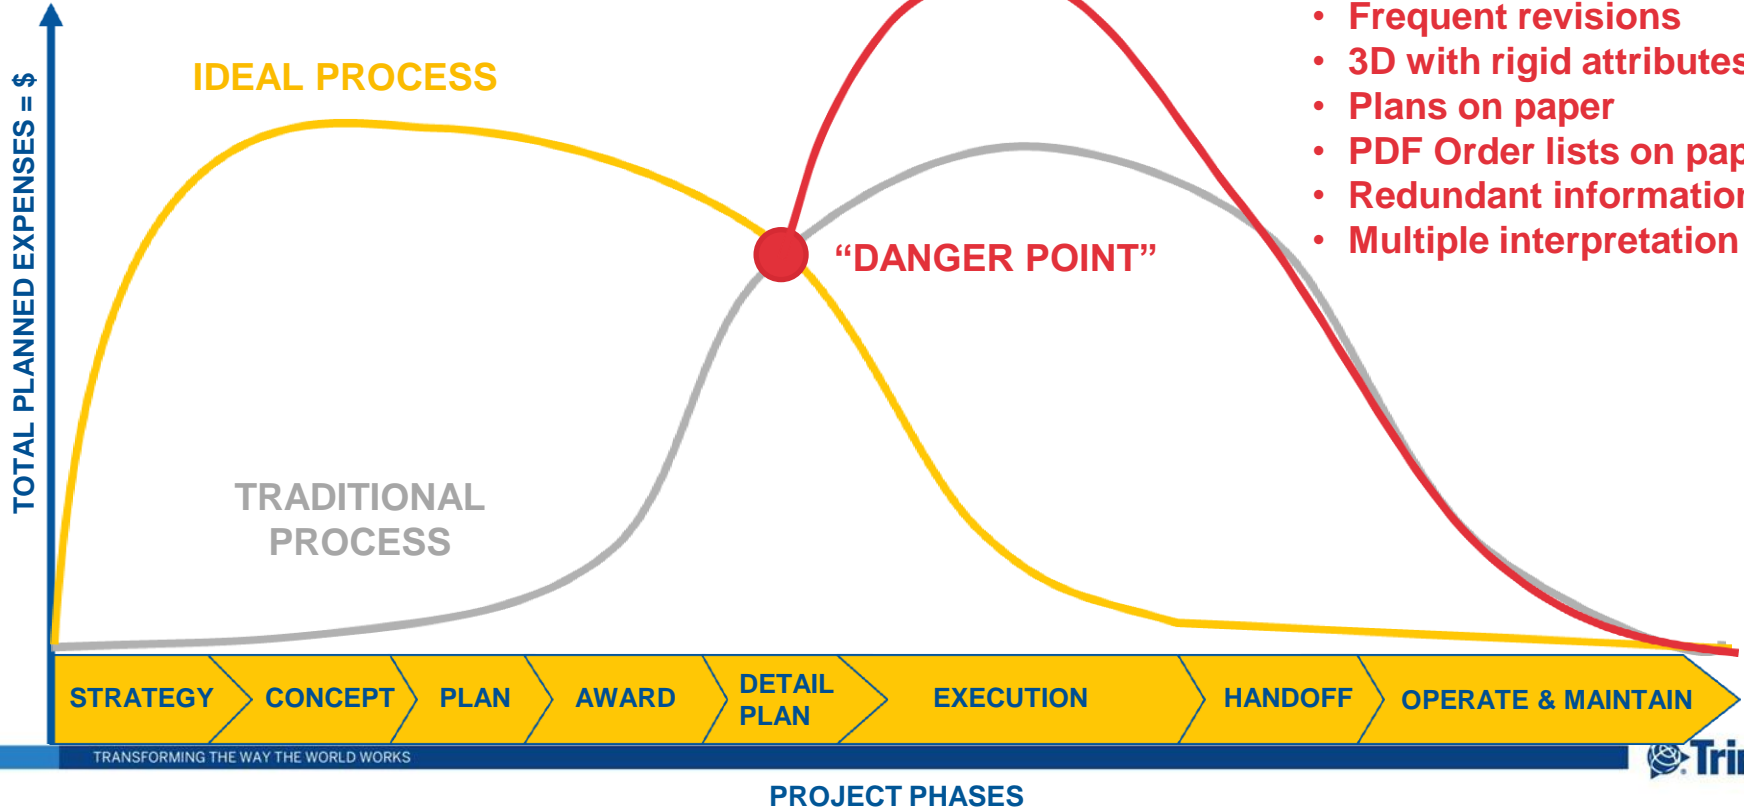 • Frequent revisions
• 3D with rigid attributes
• Plans on paper
• PDF Order lists on pap
• Redundant information
• Multiple interpretation
IDEAL PROCESS
TOTAL PLANNED EXPENSES = $
“DANGER POINT”
TRADITIONAL
PROCESS
STRATEGY
CONCEPT
PLAN
AWARD
DETAIL
PLAN
EXECUTION
HANDOFF
OPERATE & MAINTAIN
TRANSFORMING THE WAY THE WORLD WORKS
PROJECT PHASES